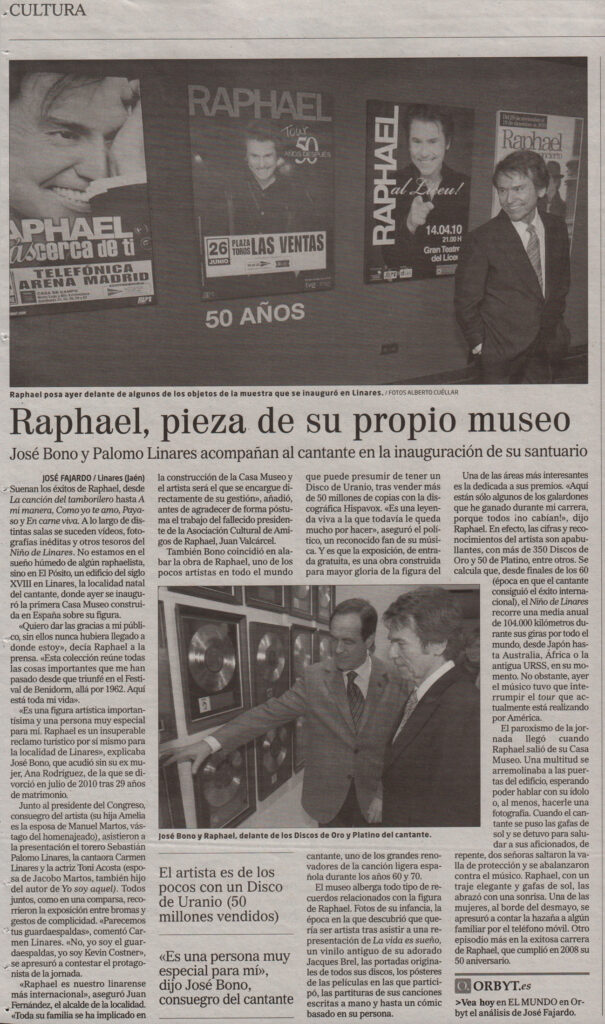 CULTURA
RAPHAEL
más cerca de ti
TELEFÓNICA
ARENA MADRID
RAPHAEL
Tour
50
AÑOS DESPUÉS
26
JUNIO
PLAZA
TOROS
LAS VENTAS
50 AÑOS
RAPHAEL
al Liceu!
14.04.10
21.00 H
Gran Teatre
del Liceu
Raphael
Raphael posa ayer delante de algunos de los objetos de la muestra que se inauguró en Linares. / FOTOS ALBERTO CUÉLLAR
Raphael, pieza de su propio museo
José Bono y Palomo Linares acompañan al cantante en la inauguración de su santuario
JOSÉ FAJARDO / Linares (Jaén)
Suenan los éxitos de Raphael, desde
La canción del tamborilero hasta A
mi manera, Como yo te amo, Paya-
so y En carne viva. A lo largo de dis-
tintas salas se suceden vídeos, foto-
grafías inéditas y otros tesoros del
Niño de Linares. No estamos en el
sueño húmedo de algún raphaelista,
sino en El Pósito, un edificio del siglo
XVIII en Linares, la localidad natal
del cantante, donde ayer se inaugu-
ró la primera Casa Museo construi-
da en España sobre su figura.
«Quiero dar las gracias a mi públi-
co, sin ellos nunca hubiera llegado a
donde estoy», decía Raphael a la
prensa. «Esta colección reúne todas
las cosas importantes que me han
pasado desde que triunfé en el Festi-
val de Benidorm, allá por 1962. Aquí
está toda mi vida».
«Es una figura artística importan-
tísima y una persona muy especial
para mí. Raphael es un insuperable
reclamo turístico por sí mismo para
la localidad de Linares», explicaba
José Bono, que acudió sin su ex mu-
jer, Ana Rodríguez, de la que se di-
vorció en julio de 2010 tras 29 años
de matrimonio.
Junto al presidente del Congreso,
consuegro del artista (su hija Amelia
es la esposa de Manuel Martos, vás-
tago del homenajeado), asistieron a
la presentación el torero Sebastián
Palomo Linares, la cantaora Carmen
Linares y la actriz Toni Acosta (espo-
sa de Jacobo Martos, también hijo
del autor de Yo soy aquel). Todos
juntos, como en una comparsa, reco-
rrieron la exposición entre bromas y
gestos de complicidad. «Parecemos
tus guardaespaldas», comentó Car-
men Linares. «No, yo soy el guar-
daespaldas, yo soy Kevin Costner»,
se apresuró a contestar el protago-
nista de la jornada.
«Raphael es nuestro linarense
más internacional», aseguró Juan
Fernández, el alcalde de la localidad.
«Toda su familia se ha implicado en
la construcción de la Casa Museo y
el artista será el que se encargue di-
rectamente de su gestión», añadió,
antes de agradecer de forma póstu-
ma el trabajo del fallecido presiden-
te de la Asociación Cultural de Ami-
gos de Raphael, Juan Valcárcel.
También Bono coincidió en ala-
bar la obra de Raphael, uno de los
pocos artistas en todo el mundo
que puede presumir de tener un
Disco de Uranio, tras vender más
de 50 millones de copias con la dis-
cográfica Hispavox. «Es una leyen-
da viva a la que todavía le queda
mucho por hacer», aseguró el polí-
tico, un reconocido fan de su músi-
ca. Y es que la exposición, de entra-
da gratuita, es una obra construida
para mayor gloria de la figura del
José Bono y Raphael, delante de los Discos de Oro y Platino del cantante.
El artista es de los
pocos con un Disco
de Uranio (50
millones vendidos)
«Es una persona muy
especial para mí»,
dijo José Bono,
consuegro del cantante
cantante, uno de los grandes reno-
vadores de la canción ligera espa-
ñola durante los años 60 y 70.
El museo alberga todo tipo de re-
cuerdos relacionados con la figura
de Raphael. Fotos de su infancia, la
época en la que descubrió que que-
ría ser artista tras asistir a una re-
presentación de La vida es sueño,
un vinilo antiguo de su adorado
Jacques Brel, las portadas origina-
les de todos sus discos, los pósteres
de las películas en las que partici-
pó, las partituras de su canciones
escritas a mano y hasta un cómic
basado en su persona.
Una de las áreas más interesantes
es la dedicada a sus premios. «Aquí
están sólo algunos de los galardones
que he ganado durante mi carrera,
porque todos ¡no cabían!», dijo
Raphael. En efecto, las cifras y reco-
nocimientos del artista son apabu-
llantes, con más de 350 Discos de
Oro y 50 de Platino, entre otros. Se
calcula que, desde finales de los 60
(época en que el cantante
consiguió el éxito interna-
cional), el Niño de Linares
recorre una media anual
de 104.000 kilómetros du-
rante sus giras por todo el
mundo, desde Japón hasta
Australia, África o la
antigua URSS, en su mo-
mento. No obstante, ayer
el músico tuvo que inte-
rrumpir el tour que ac-
tualmente está realizando
por América.
El paroxismo de la jor-
nada llegó cuando
Raphael salió de su Casa
Museo. Una multitud se
arremolinaba a las puer-
tas del edificio, esperando
poder hablar con su ídolo
o, al menos, hacerle una
fotografía. Cuando el can-
tante se puso las gafas de
sol y se detuvo para salu-
dar a sus aficionados, de
repente, dos señoras saltaron la va-
lla de protección y se abalanzaron
contra el músico. Raphael, con un
traje elegante y gafas de sol, las
abrazó con una sonrisa. Una de las
mujeres, al borde del desmayo, se
apresuró a contar la hazaña a algún
familiar por el teléfono móvil. Otro
episodio más en la exitosa carrera
de Raphael, que cumplió en 2008 su
50 aniversario.
ORBYT.es
>Vea hoy en EL MUNDO en Or-
byt el análisis de José Fajardo.